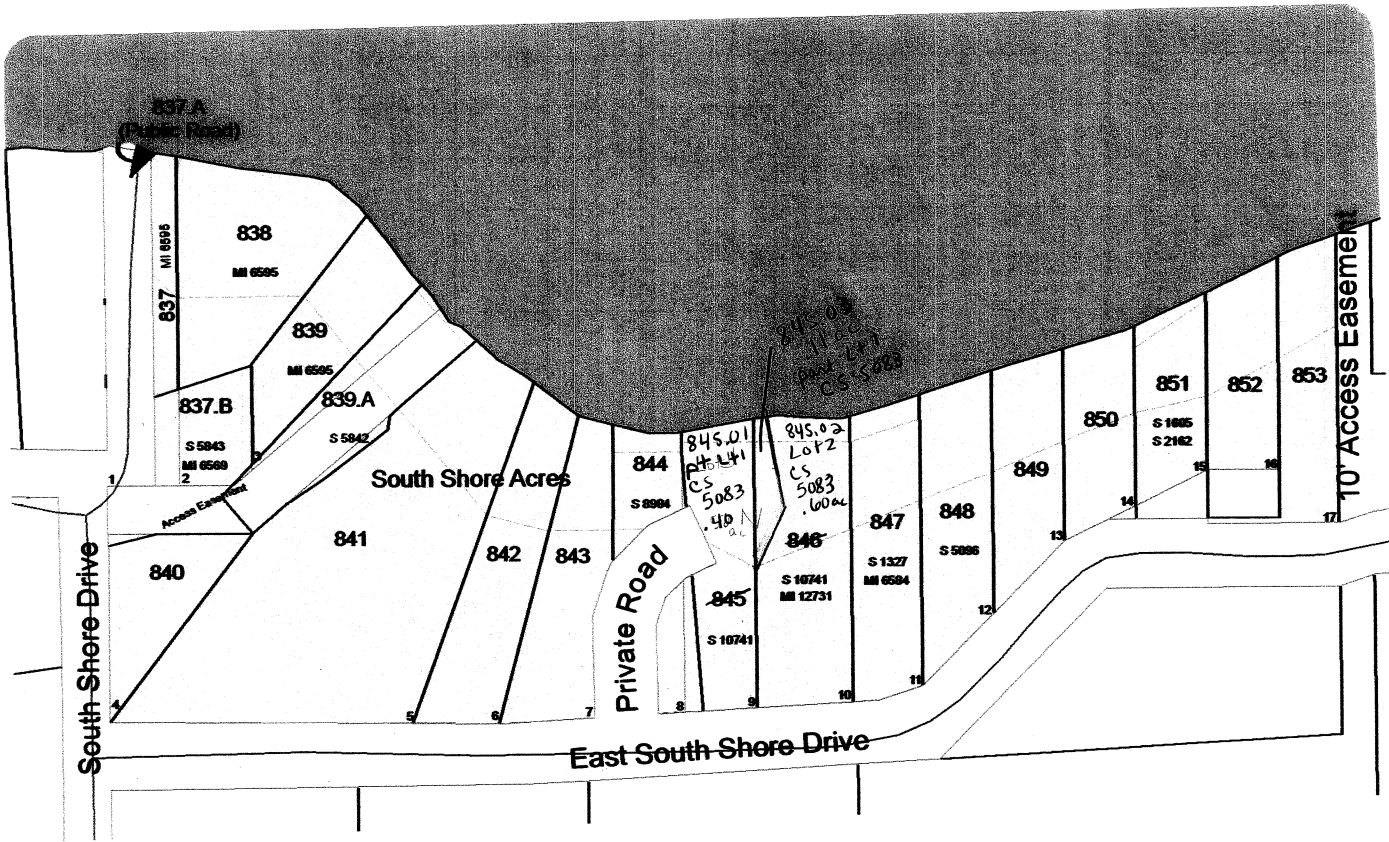 837.A
(Public Road)
838
MI 6595
837
MI 6595
839
MI 6595
837.B
S 5843
MI 6569
839.A
S 5842
1
2
3
Access Easement
South Shore Acres
840
841
842
843
844
S 8984
845.01
pt Lt 1
CS
5083
.40
ac
845.03
.11 ac
part Lt 1
CS 5083
845.02
Lot 2
CS
5083
.60 ac
845
S 10741
846
S 10741
MI 12731
847
S 1327
MI 6584
848
S 5096
849
850
851
S 1605
S 2162
852
853
10' Access Easement
4
5
6
7
8
9
10
11
12
13
14
15
16
17
Private Road
South Shore Drive
East South Shore Drive